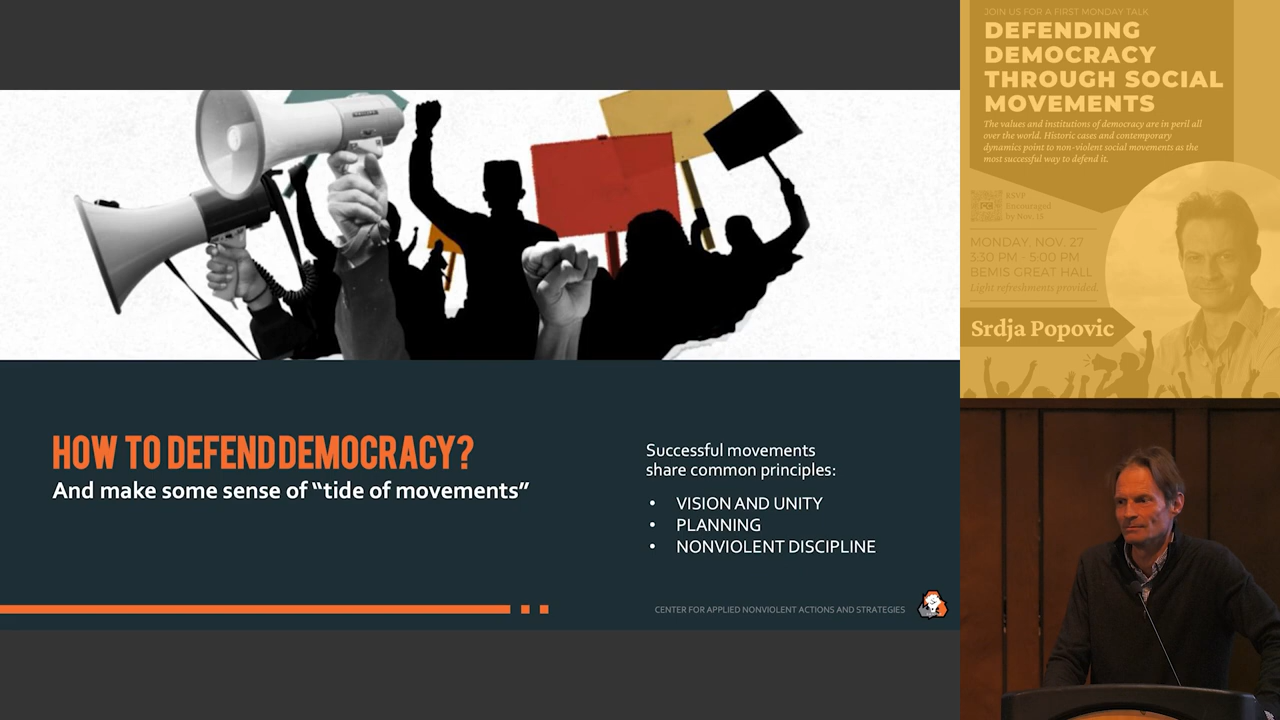 HOW TO DEFEND DEMOCRACY?
And make some sense of “tide of movements”
Successful movements
share common principles:
• VISION AND UNITY
• PLANNING
• NONVIOLENT DISCIPLINE
CENTER FOR APPLIED NONVIOLENT ACTIONS AND STRATEGIES
JOIN US FOR A FIRST MONDAY TALK
DEFENDING
DEMOCRACY
THROUGH SOCIAL
MOVEMENTS
The values and institutions of democracy are in peril all
over the world. Historic cases and contemporary
dynamics point to non-violent social movements as the
most successful way to defend it.
RSVP
Encouraged
by Nov. 15
MONDAY, NOV. 27
3:30 PM - 5:00 PM
BEMIS GREAT HALL
Light refreshments provided.
Srdja Popovic